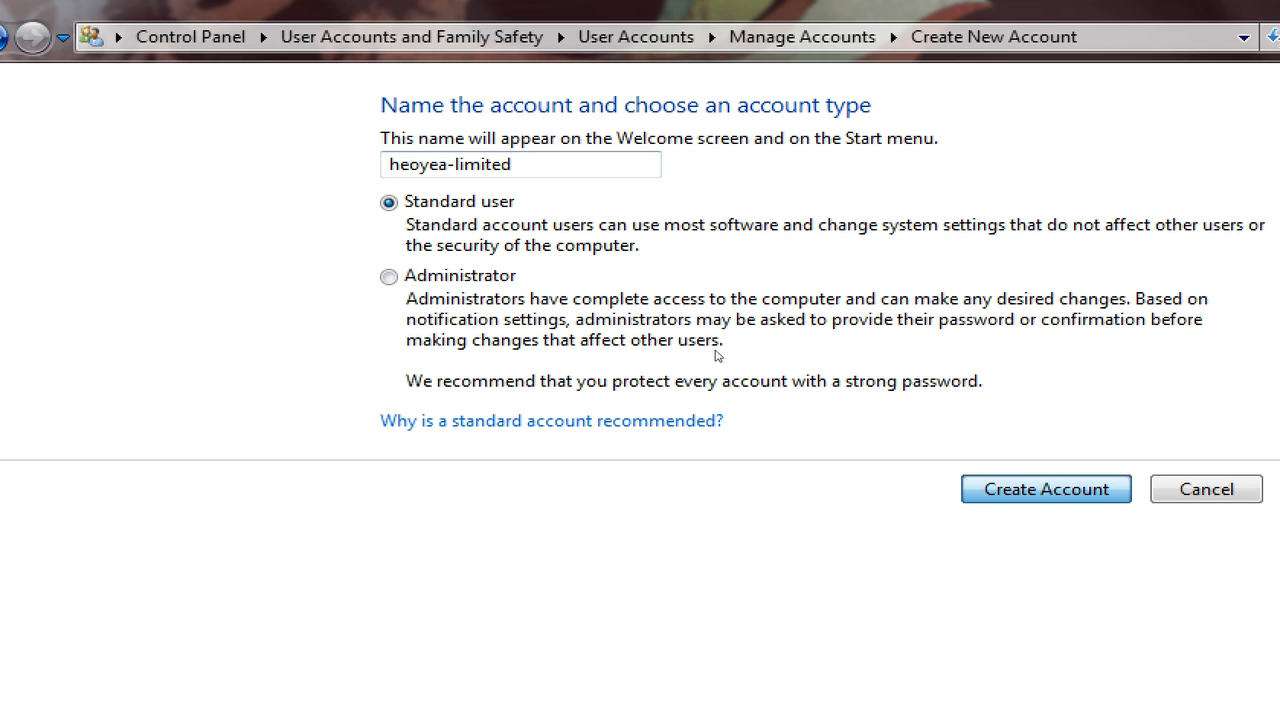 Control Panel User Accounts and Family Safety User Accounts Manage Accounts Create New Account
Name the account and choose an account type
This name will appear on the Welcome screen and on the Start menu.
heoyea-limited
Standard user
Standard account users can use most software and change system settings that do not affect other users or
the security of the computer.
Administrator
Administrators have complete access to the computer and can make any desired changes. Based on
notification settings, administrators may be asked to provide their password or confirmation before
making changes that affect other users.
We recommend that you protect every account with a strong password.
Why is a standard account recommended?
Create Account Cancel